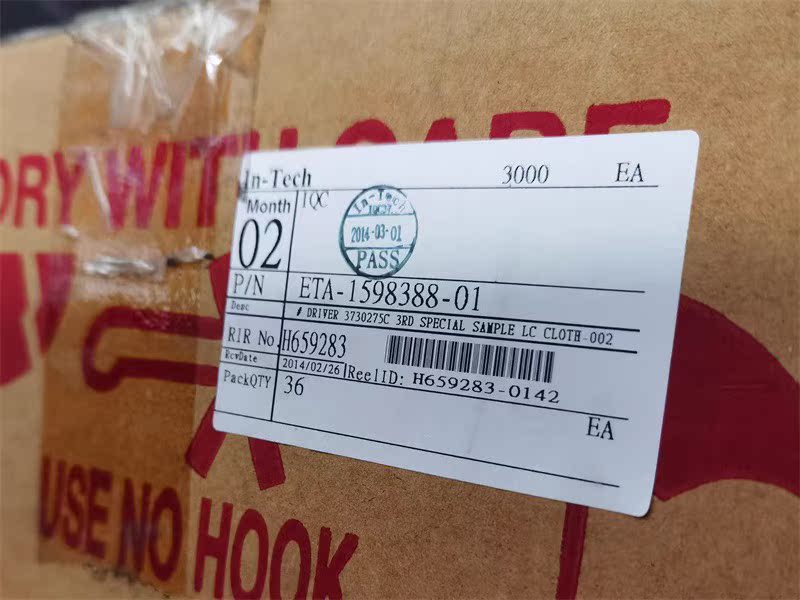 DRY WITH CARE
In-Tech 3000 EA
Month IQC
02
In-Tech
2014-03-01
PASS
P/N ETA-1598388-01
Desc # DRIVER 3730275C 3RD SPECIAL SAMPLE LC CLOTH-002
RIR No. H659283
RcvDate 2014/02/26 ReelID: H659283-0142
PackQTY 36 EA
USE NO HOOK